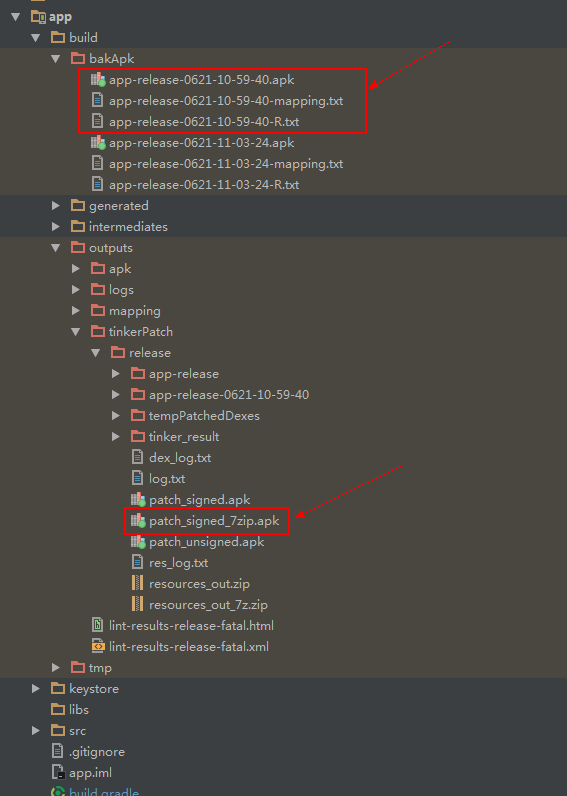 app
build
bakApk
app-release-0621-10-59-40.apk
app-release-0621-10-59-40-mapping.txt
app-release-0621-10-59-40-R.txt
app-release-0621-11-03-24.apk
app-release-0621-11-03-24-mapping.txt
app-release-0621-11-03-24-R.txt
generated
intermediates
outputs
apk
logs
mapping
tinkerPatch
release
app-release
app-release-0621-10-59-40
tempPatchedDexes
tinker_result
dex_log.txt
log.txt
patch_signed.apk
patch_signed_7zip.apk
patch_unsigned.apk
res_log.txt
resources_out.zip
resources_out_7z.zip
lint-results-release-fatal.html
lint-results-release-fatal.xml
tmp
keystore
libs
src
.gitignore
app.iml
build.gradle